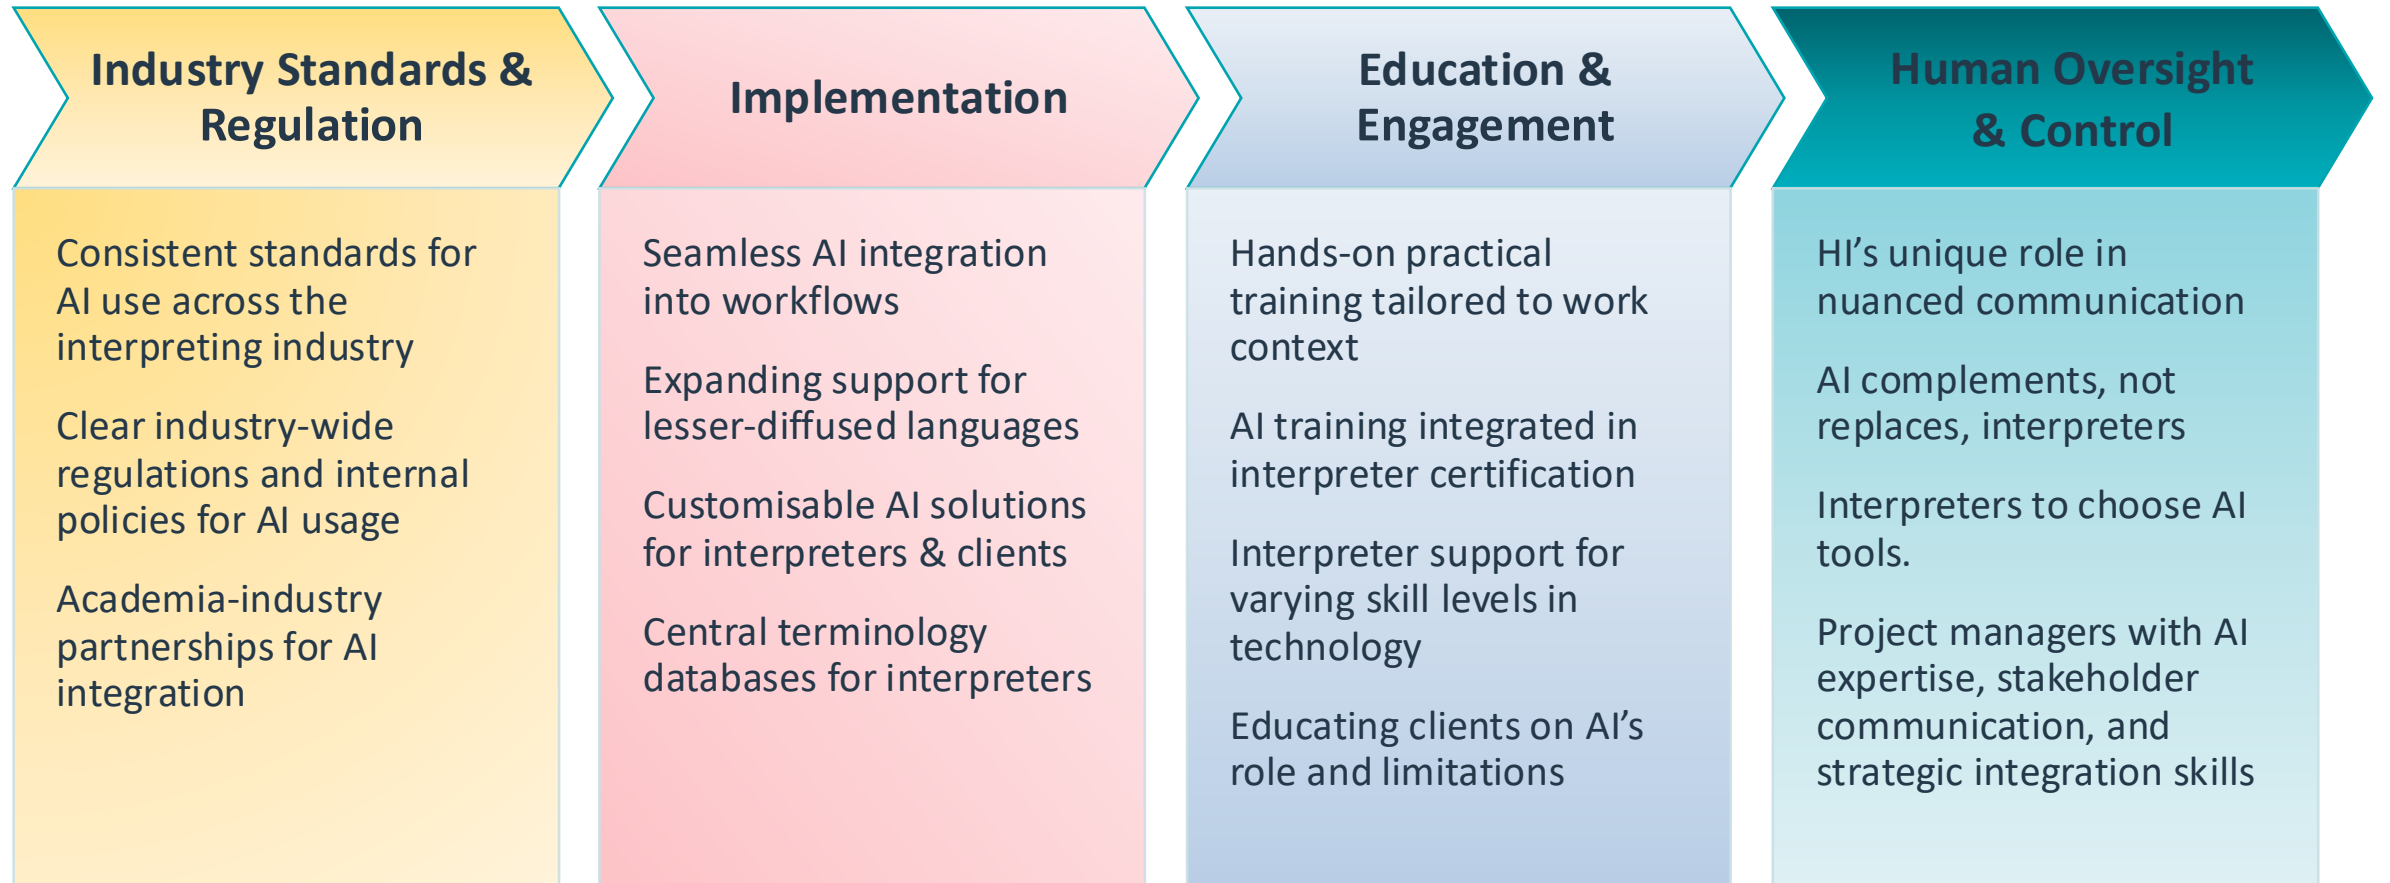 Industry Standards &
Regulation
Consistent standards for
AI use across the
interpreting industry
Clear industry-wide
regulations and internal
policies for AI usage
Academia-industry
partnerships for AI
integration
Implementation
Seamless AI integration
into workflows
Expanding support for
lesser-diffused languages
Customisable AI solutions
for interpreters & clients
Central terminology
databases for interpreters
Education &
Engagement
Hands-on practical
training tailored to work
context
AI training integrated in
interpreter certification
Interpreter support for
varying skill levels in
technology
Educating clients on AI’s
role and limitations
Human Oversight
& Control
HI’s unique role in
nuanced communication
AI complements, not
replaces, interpreters
Interpreters to choose AI
tools.
Project managers with AI
expertise, stakeholder
communication, and
strategic integration skills